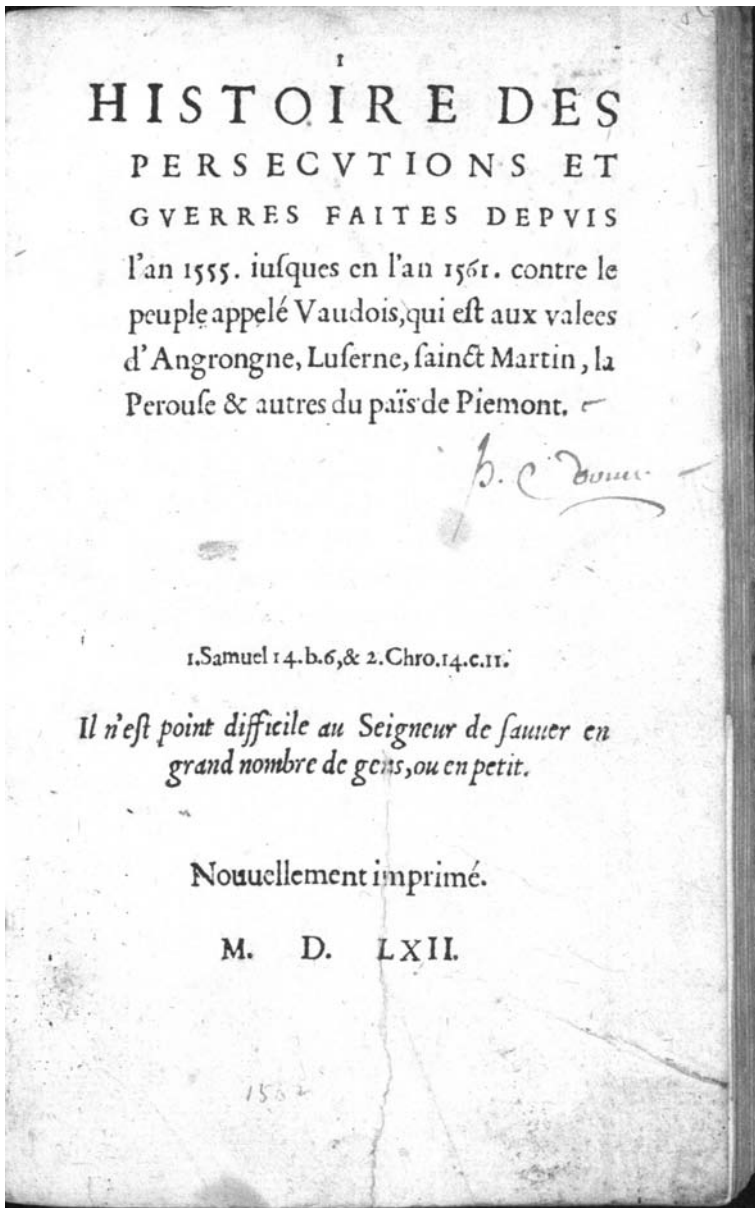 1
HISTOIRE DES
PERSECVTIONS ET
GVERRES FAITES DEPVIS
l'an 1555. iuſques en l'an 1561. contre le
peuple appelé Vaudois, qui eſt aux valees
d'Angrongne, Luſerne, ſainct Martin, la
Perouſe & autres du païs de Piemont.
1.Samuel 14.b.6,& 2.Chro.14.c.11.
Il n'eſt point difficile au Seigneur de ſauuer en
grand nombre de gens, ou en petit.
Nouuellement imprimé.
M. D. LXII.
1562